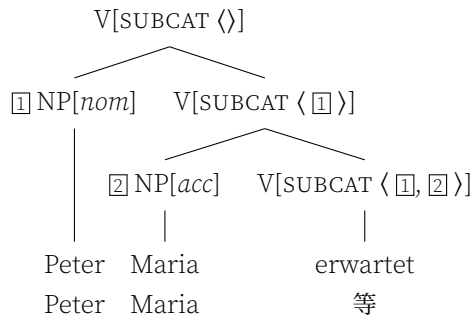 V[SUBCAT ⟨⟩]
1 NP[nom] V[SUBCAT ⟨ 1 ⟩]
2 NP[acc] V[SUBCAT ⟨ 1, 2 ⟩]
Peter Maria erwartet
Peter Maria 等